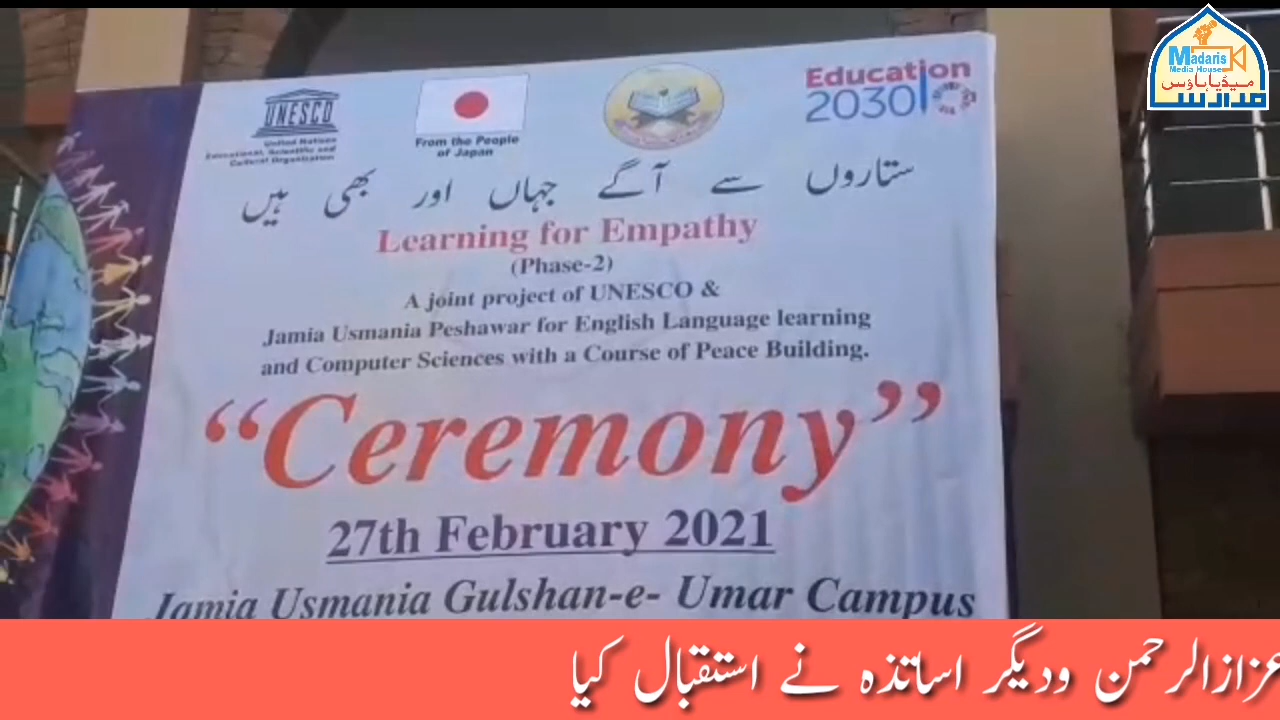 Madaris
Media House
میڈیا ہاؤس
مدارس
UNESCO
United Nations
Educational, Scientific and
Cultural Organization
From the People
of Japan
Education
2030
ستاروں سے آگے جہاں اور بھی ہیں
Learning for Empathy
(Phase-2)
A joint project of UNESCO &
Jamia Usmania Peshawar for English Language learning
and Computer Sciences with a Course of Peace Building.
“Ceremony”
27th February 2021
Jamia Usmania Gulshan-e- Umar Campus
عزازالرحمن ودیگر اساتذہ نے استقبال کیا